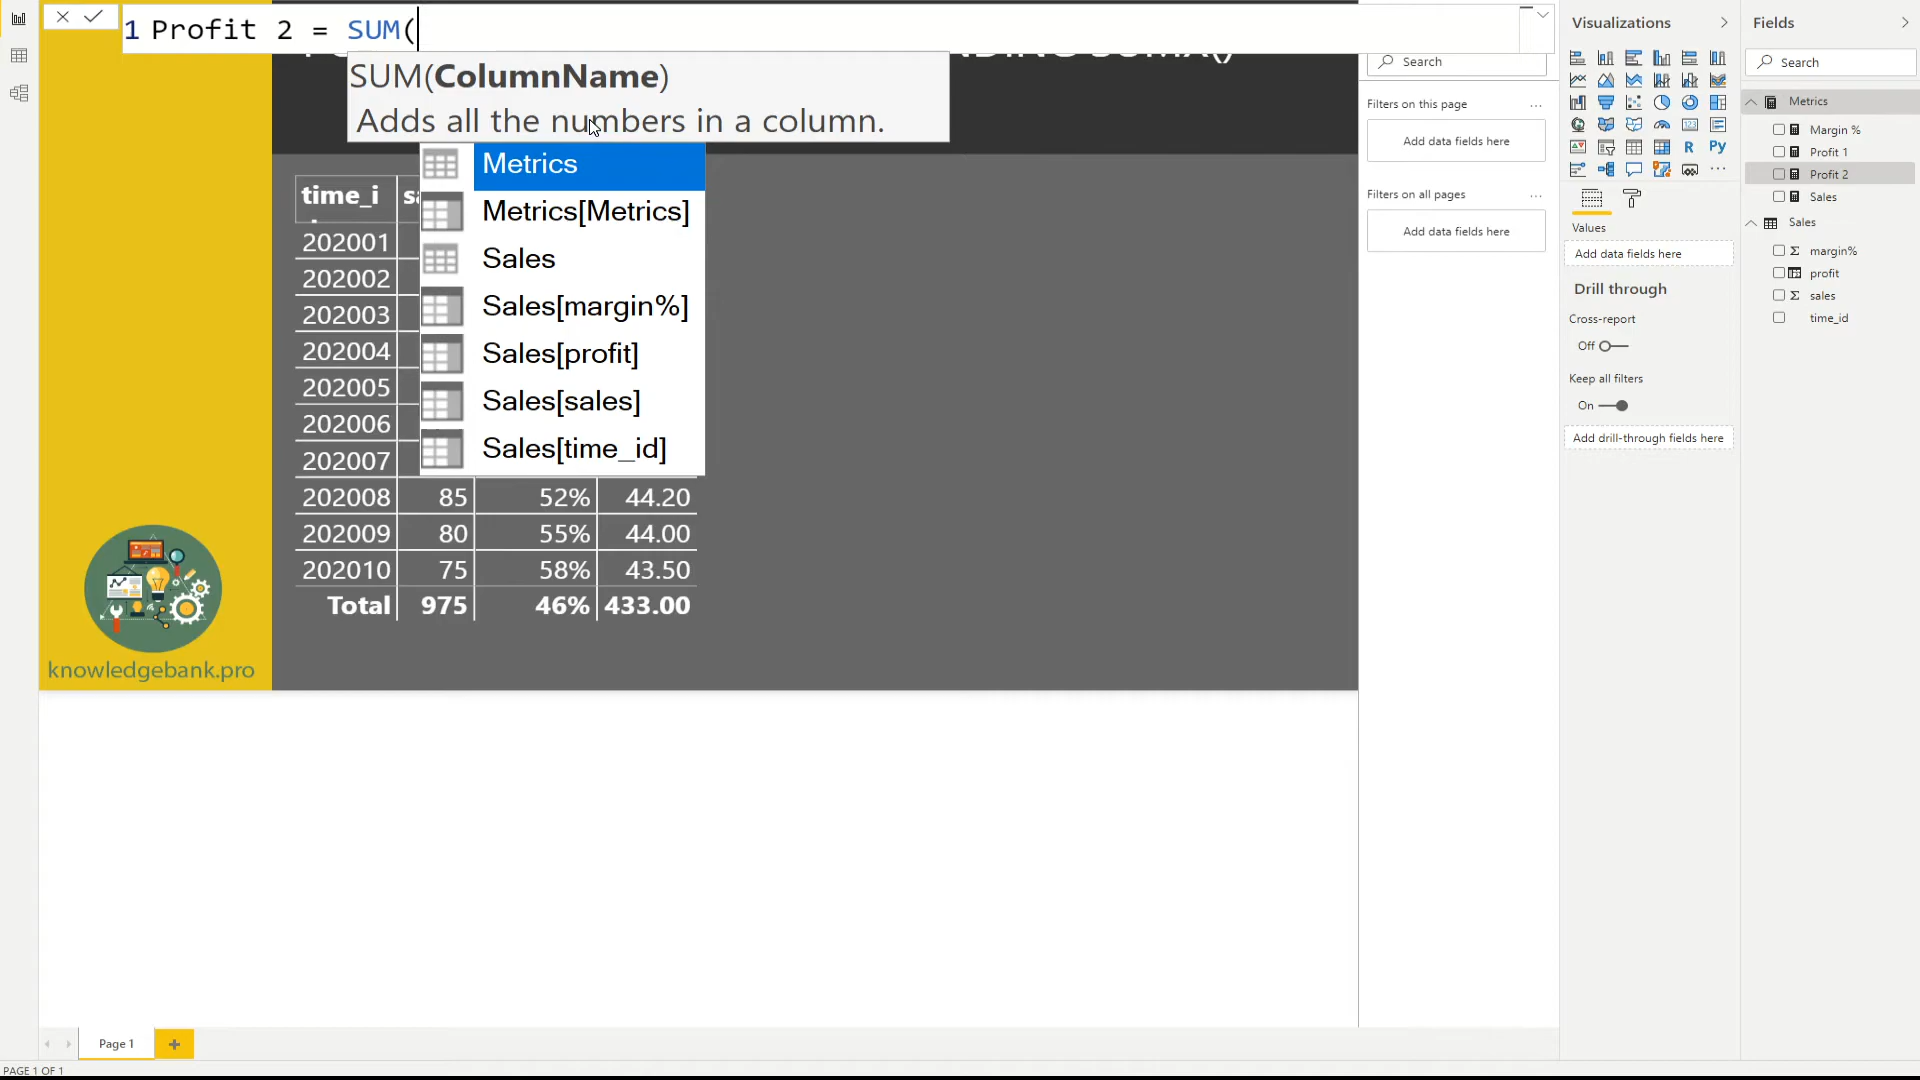 1 Profit 2 = SUM(
SUM(ColumnName)
Adds all the numbers in a column.
Metrics
Metrics[Metrics]
Sales
Sales[margin%]
Sales[profit]
Sales[sales]
Sales[time_id]
time_i
202001
202002
202003
202004
202005
202006
202007
202008 85 52% 44.20
202009 80 55% 44.00
202010 75 58% 43.50
Total 975 46% 433.00
knowledgebank.pro
Search
Filters on this page ...
Add data fields here
Filters on all pages ...
Add data fields here
Visualizations
R
Py
123
...
Values
Add data fields here
Drill through
Cross-report
Off
Keep all filters
On
Add drill-through fields here
Fields
Search
Metrics
Margin %
Profit 1
Profit 2
Sales
Sales
margin%
profit
sales
time_id
Page 1
PAGE 1 OF 1